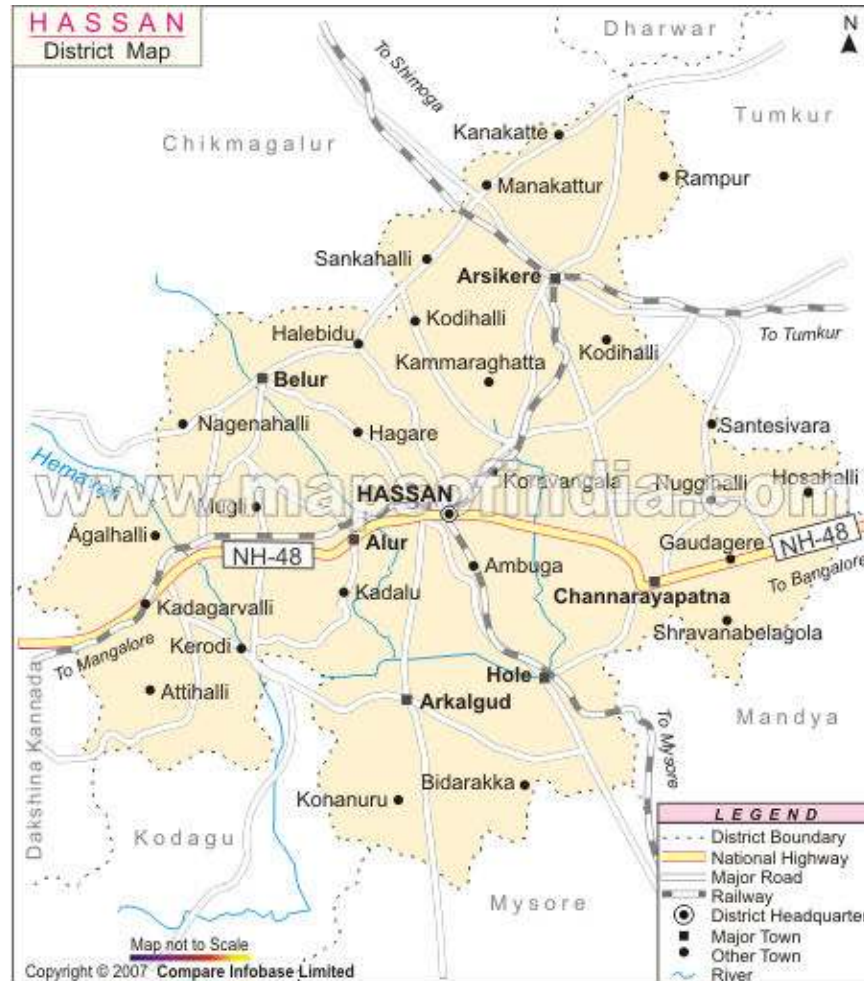 HASSAN
District Map
N
Dharwar
To Shimoga
Tumkur
Kanakatte
Chikmagalur
Manakattur
Rampur
Sankahalli
Arsikere
Kodihalli
Halebidu
Kodihalli
To Tumkur
Kammaraghatta
Belur
Nagenahalli
Hagare
Santesivara
www.mapsofindia.com
HASSAN
Koravangala
Nuggihalli
Hosahalli
Mugli
Agalhalli
Alur
NH-48
Gaudagere
NH-48
Ambuga
To Bangalore
Kadalu
Channarayapatna
Kadagarvalli
Shravanabelagola
To Mangalore
Kerodi
Hole
Attihalli
Arkalgud
Mandya
To Mysore
Dakshina Kannada
Bidarakka
Konanuru
Kodagu
Mysore
LEGEND
District Boundary
National Highway
Major Road
Railway
District Headquarter
Major Town
Other Town
River
Map not to Scale
Copyright © 2007 Compare Infobase Limited